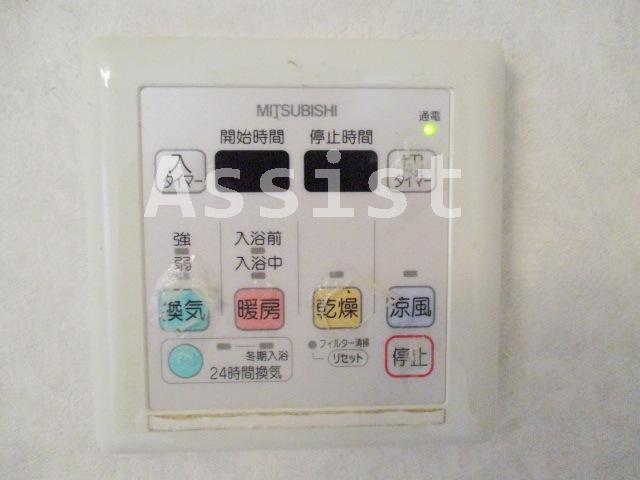 MITSUBISHI
通電
開始時間 停止時間
入
タイマー
タイマー
Assist
強 入浴前
弱 入浴中
換気 暖房 乾燥 涼風
冬期入浴
24時間換気
フィルター清掃
リセット
停止